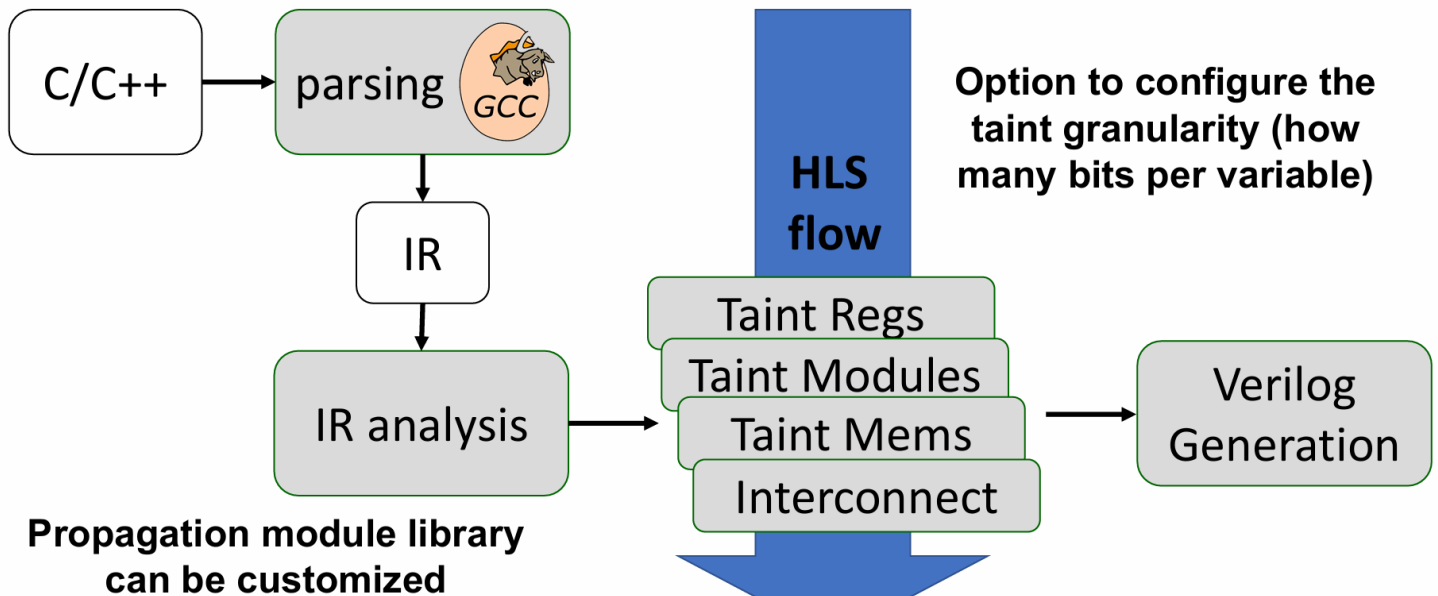 C/C++
parsing
GCC
Option to configure the
taint granularity (how
many bits per variable)
HLS
flow
IR
Taint Regs
Taint Modules
Taint Mems
Interconnect
IR analysis
Verilog
Generation
Propagation module library
can be customized